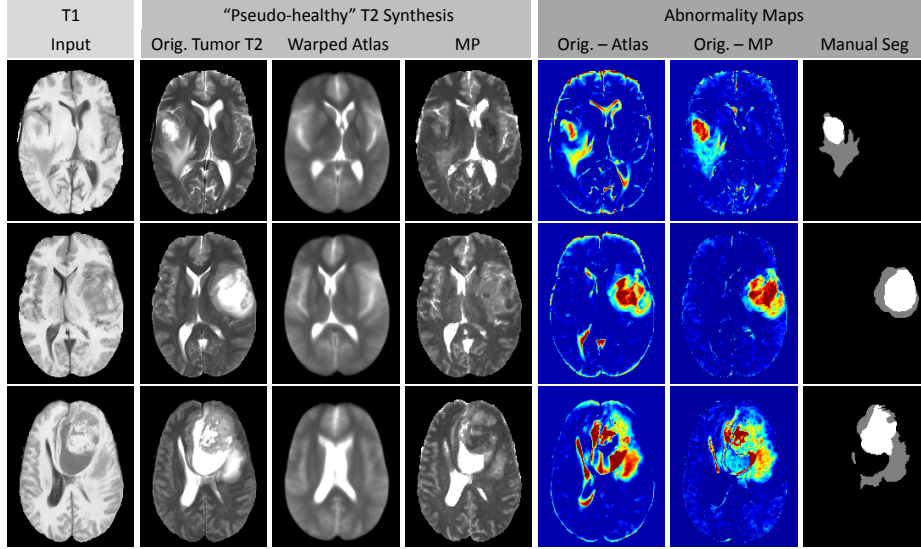 T1
“Pseudo-healthy” T2 Synthesis
Abnormality Maps
Input
Orig. Tumor T2
Warped Atlas
MP
Orig. – Atlas
Orig. – MP
Manual Seg